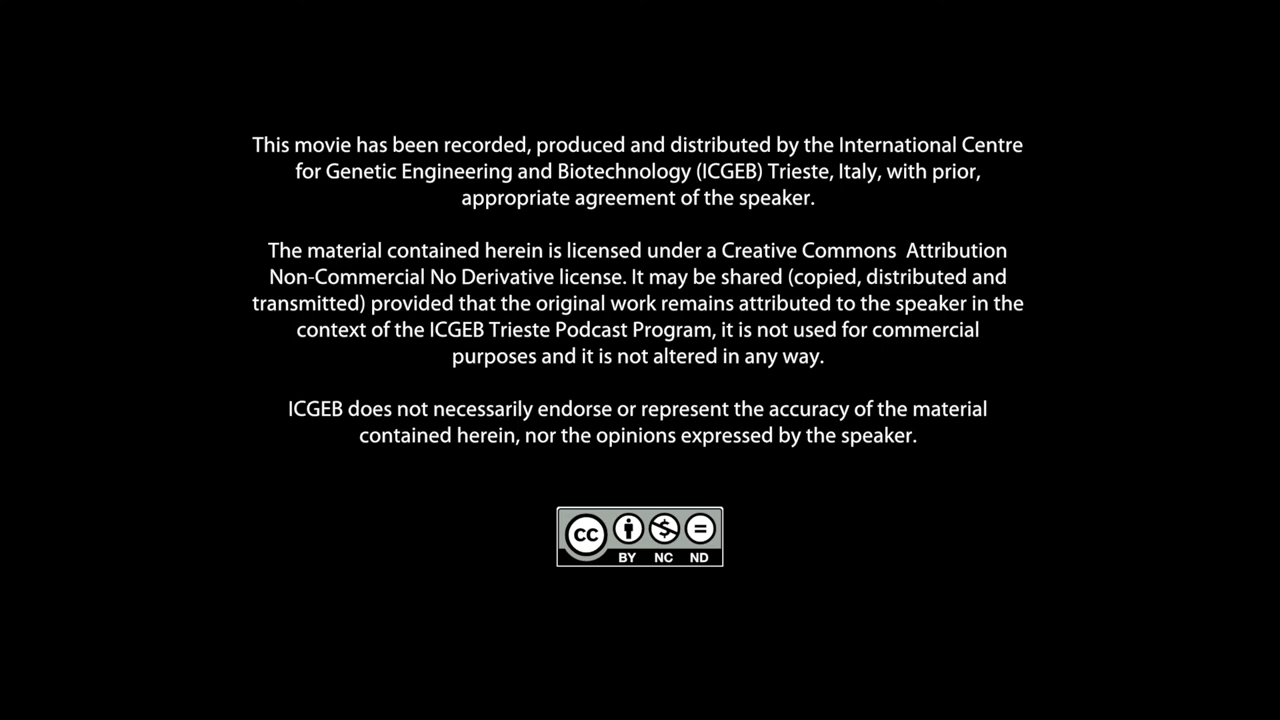 This movie has been recorded, produced and distributed by the International Centre
for Genetic Engineering and Biotechnology (ICGEB) Trieste, Italy, with prior,
appropriate agreement of the speaker.
The material contained herein is licensed under a Creative Commons  Attribution
Non-Commercial No Derivative license. It may be shared (copied, distributed and
transmitted) provided that the original work remains attributed to the speaker in the
context of the ICGEB Trieste Podcast Program, it is not used for commercial
purposes and it is not altered in any way.
ICGEB does not necessarily endorse or represent the accuracy of the material
contained herein, nor the opinions expressed by the speaker.
cc $ =
BY NC ND